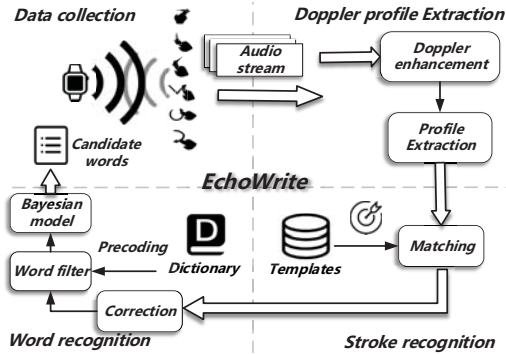 Data collection
Doppler profile Extraction
Audio
stream
Doppler
enhancement
Profile
Extraction
Candidate
words
EchoWrite
Bayesian
model
Precoding
D
Dictionary
Templates
Matching
Word filter
Correction
Word recognition
Stroke recognition